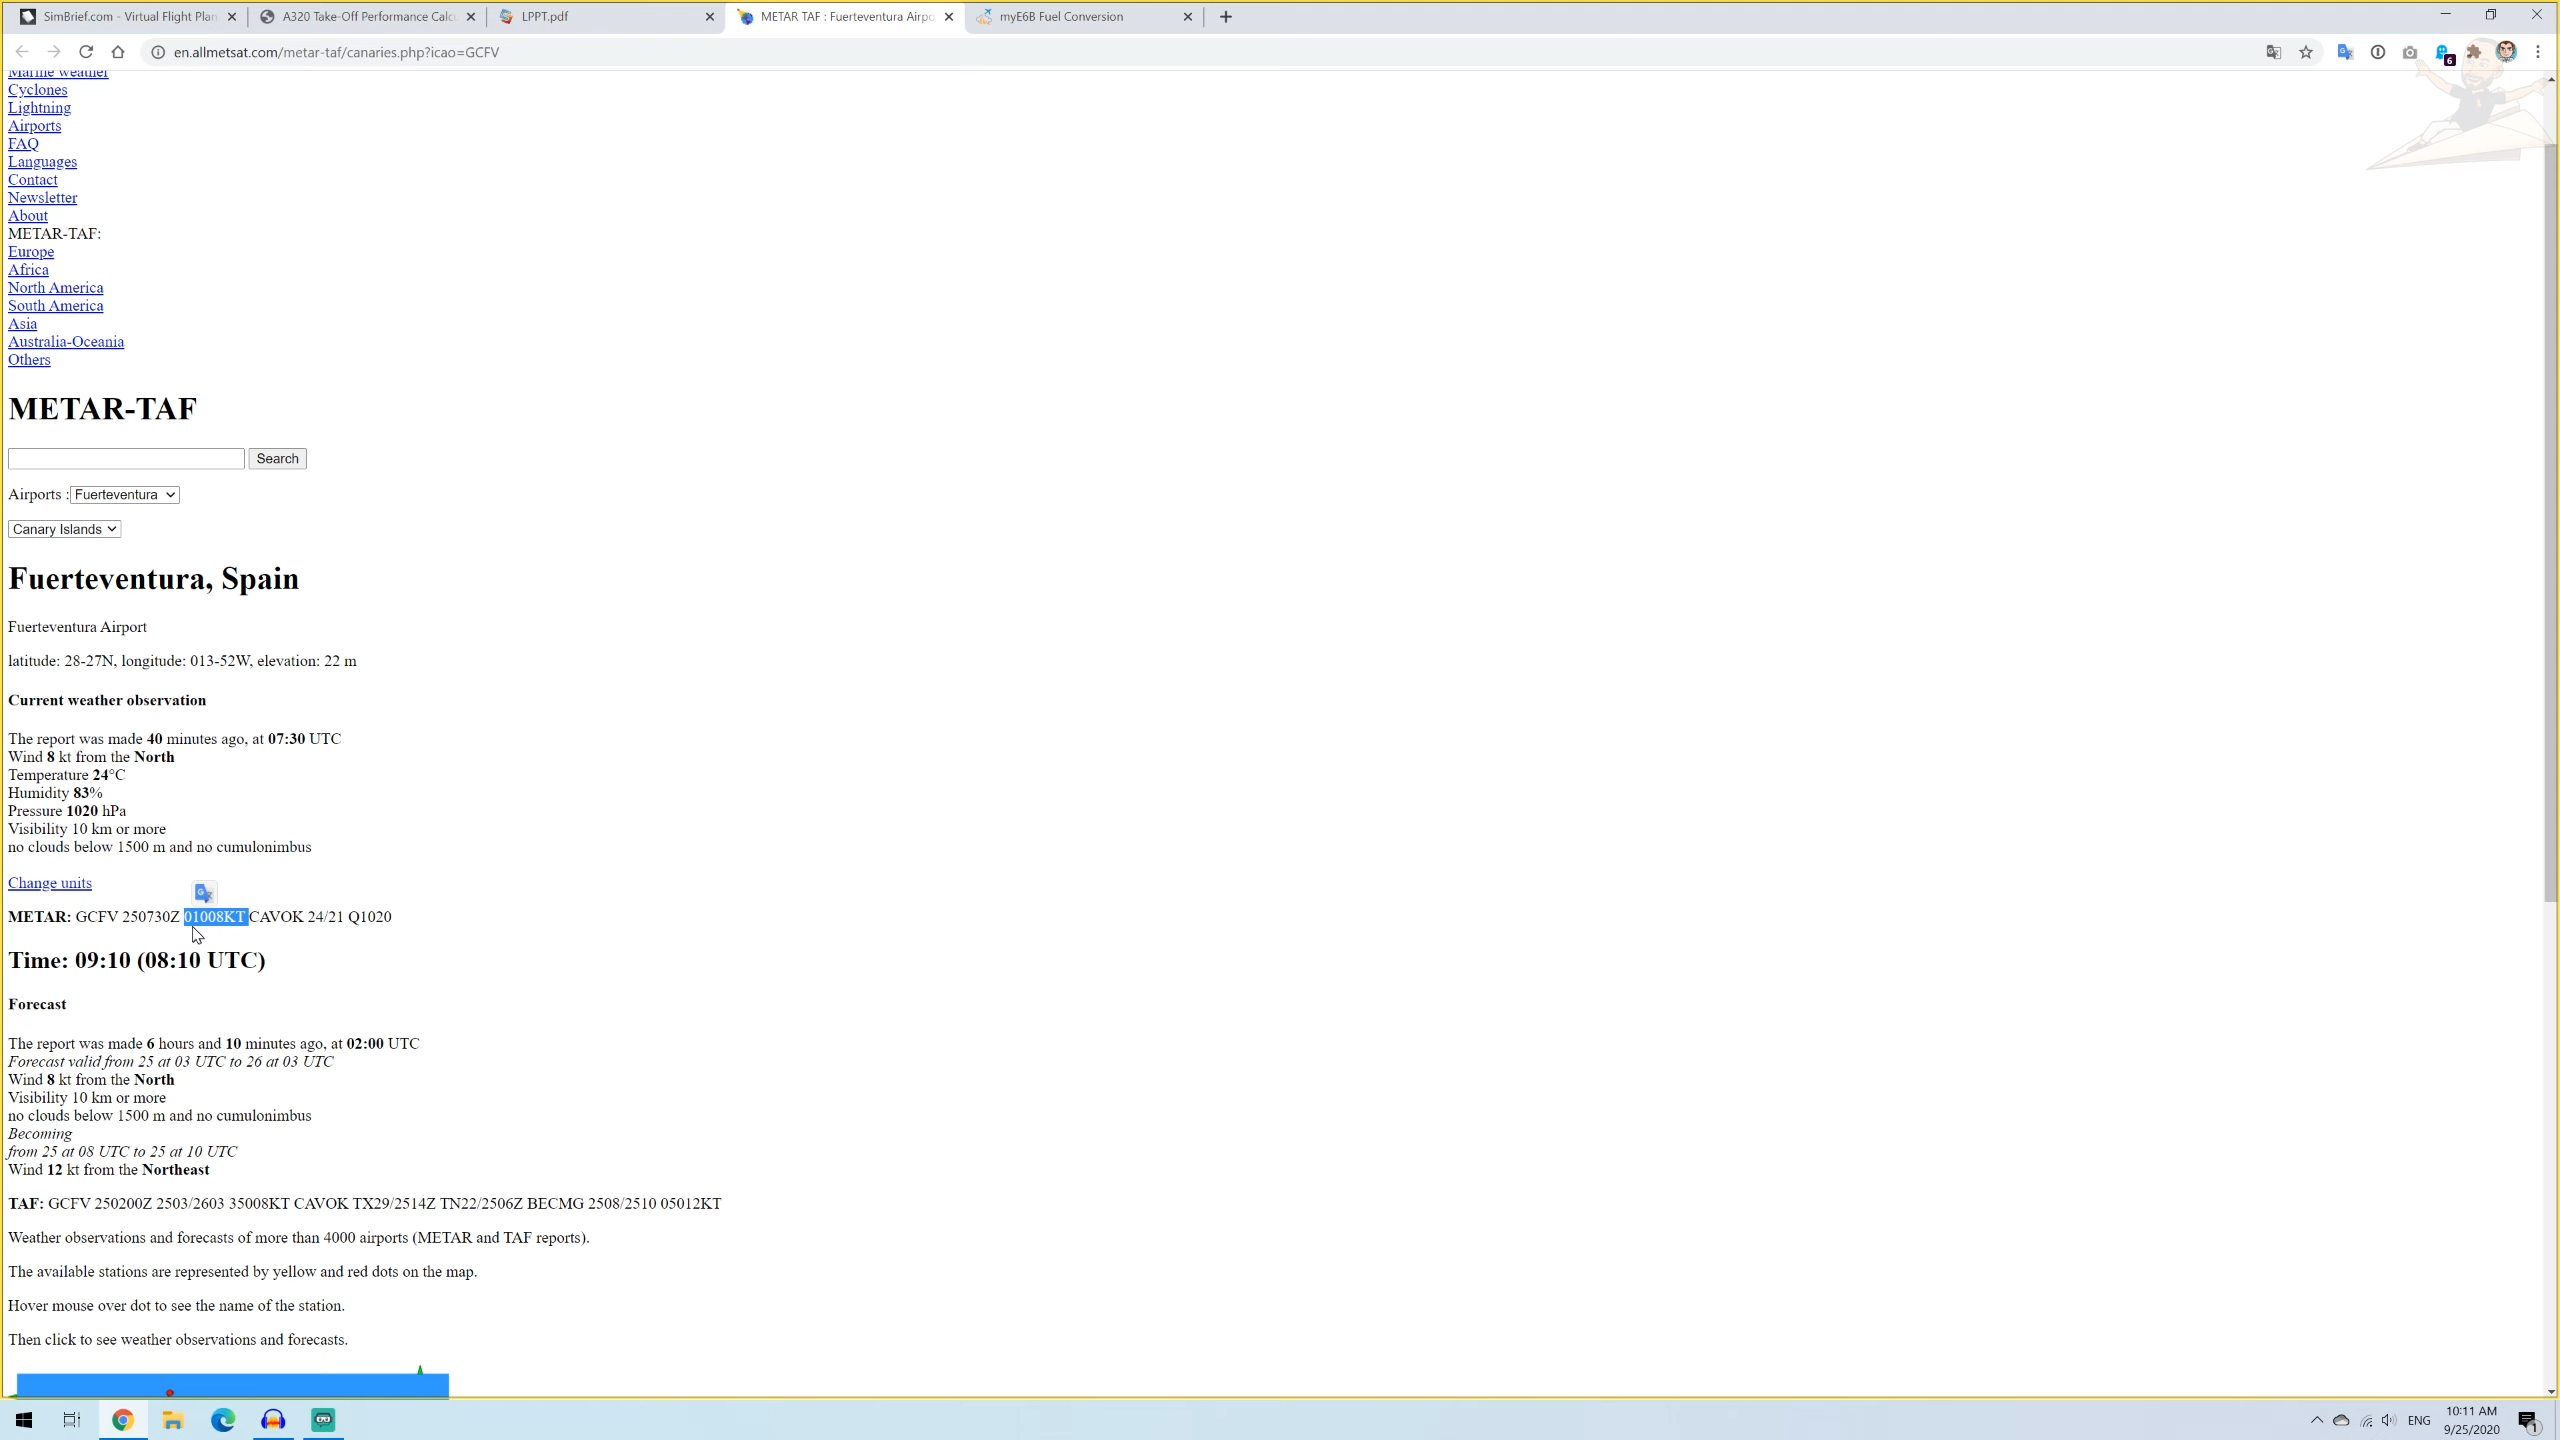 SimBrief.com - Virtual Flight Plan
A320 Take-Off Performance Calc
LPPT.pdf
METAR TAF : Fuerteventura Airpo
myE6B Fuel Conversion
en.allmetsat.com/metar-taf/canaries.php?icao=GCFV
6
Marine weather
Cyclones
Lightning
Airports
FAQ
Languages
Contact
Newsletter
About
METAR-TAF:
Europe
Africa
North America
South America
Asia
Australia-Oceania
Others
METAR-TAF
Search
Airports : Fuerteventura
Canary Islands
Fuerteventura, Spain
Fuerteventura Airport
latitude: 28-27N, longitude: 013-52W, elevation: 22 m
Current weather observation
The report was made 40 minutes ago, at 07:30 UTC
Wind 8 kt from the North
Temperature 24°C
Humidity 83%
Pressure 1020 hPa
Visibility 10 km or more
no clouds below 1500 m and no cumulonimbus
Change units
METAR: GCFV 250730Z 01008KT CAVOK 24/21 Q1020
Time: 09:10 (08:10 UTC)
Forecast
The report was made 6 hours and 10 minutes ago, at 02:00 UTC
Forecast valid from 25 at 03 UTC to 26 at 03 UTC
Wind 8 kt from the North
Visibility 10 km or more
no clouds below 1500 m and no cumulonimbus
Becoming
from 25 at 08 UTC to 25 at 10 UTC
Wind 12 kt from the Northeast
TAF: GCFV 250200Z 2503/2603 35008KT CAVOK TX29/2514Z TN22/2506Z BECMG 2508/2510 05012KT
Weather observations and forecasts of more than 4000 airports (METAR and TAF reports).
The available stations are represented by yellow and red dots on the map.
Hover mouse over dot to see the name of the station.
Then click to see weather observations and forecasts.
ENG
10:11 AM
9/25/2020
1